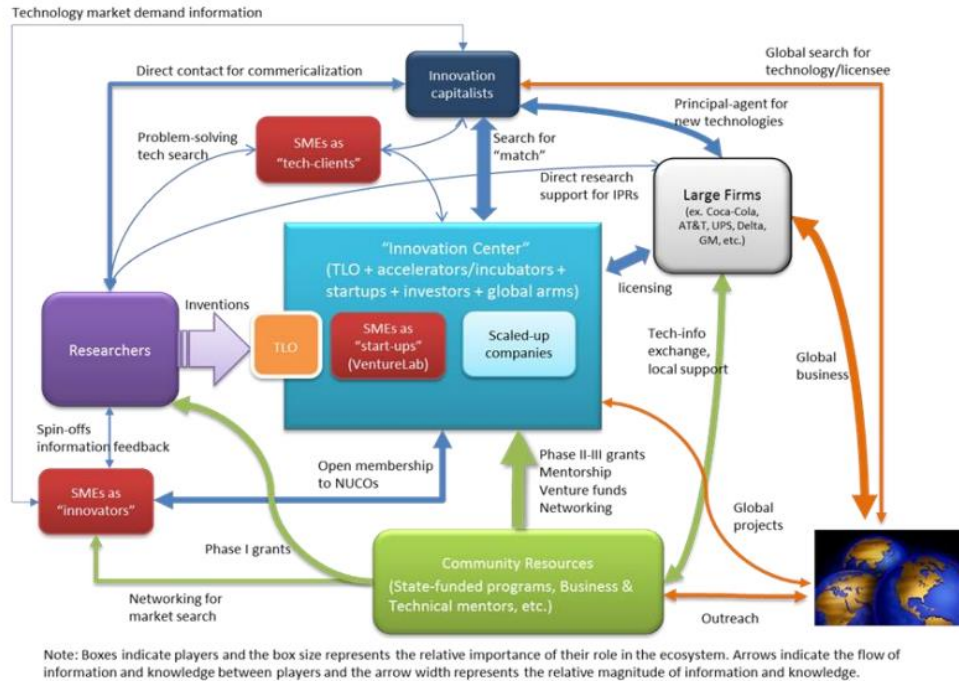 Technology market demand information
Direct contact for commericalization
Innovation
capitalists
Global search for
technology/licensee
Principal-agent for
new technologies
Problem-solving
tech search
SMEs as
"tech-clients"
Search for
"match"
Direct research
support for IPRs
Large Firms
(ex. Coca-Cola,
AT&T, UPS, Delta,
GM, etc.)
"Innovation Center"
(TLO + accelerators/incubators +
startups + investors + global arms)
licensing
Inventions
Researchers
TLO
SMEs as
"start-ups"
(VentureLab)
Scaled-up
companies
Tech-info
exchange,
local support
Global
business
Spin-offs
information feedback
SMEs as
"innovators"
Open membership
to NUCOs
Phase II-III grants
Mentorship
Venture funds
Networking
Global
projects
Phase I grants
Networking for
market search
Community Resources
(State-funded programs, Business &
Technical mentors, etc.)
Outreach
Note: Boxes indicate players and the box size represents the relative importance of their role in the ecosystem. Arrows indicate the flow of
information and knowledge between players and the arrow width represents the relative magnitude of information and knowledge.